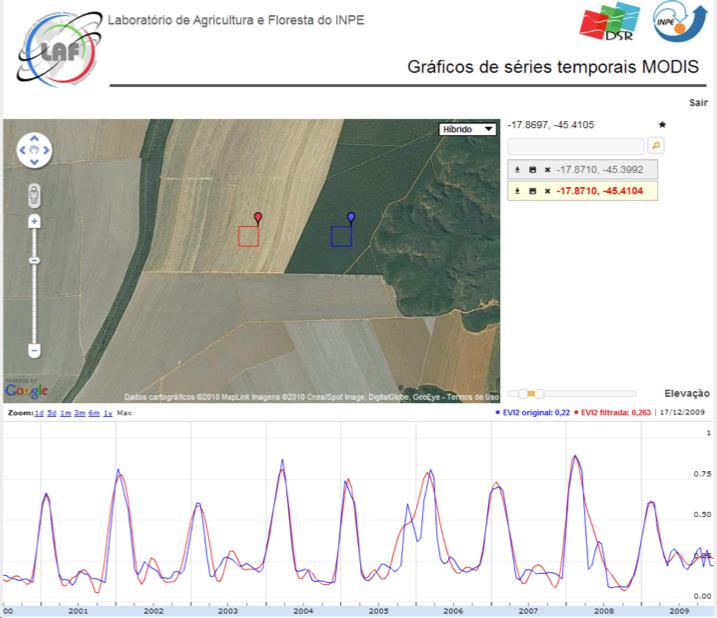 LAF
Laboratório de Agricultura e Floresta do INPE
DSR
INPE
Gráficos de séries temporais MODIS
Sair
Híbrido
-17.8697, -45.4105
-17.8710, -45.3992
-17.8710, -45.4104
POWERED BY
Google
Dados cartográficos ©2010 MapLink Imagens ©2010 Cnes/Spot Image, DigitalGlobe, GeoEye - Termos de Uso
Elevação
Zoom: 1d 5d 1m 3m 6m 1y Max
EVI2 original: 0,22 EVI2 filtrada: 0,263 | 17/12/2009
1
0.75
0.50
0.25
0.00
00 2001 2002 2003 2004 2005 2006 2007 2008 2009